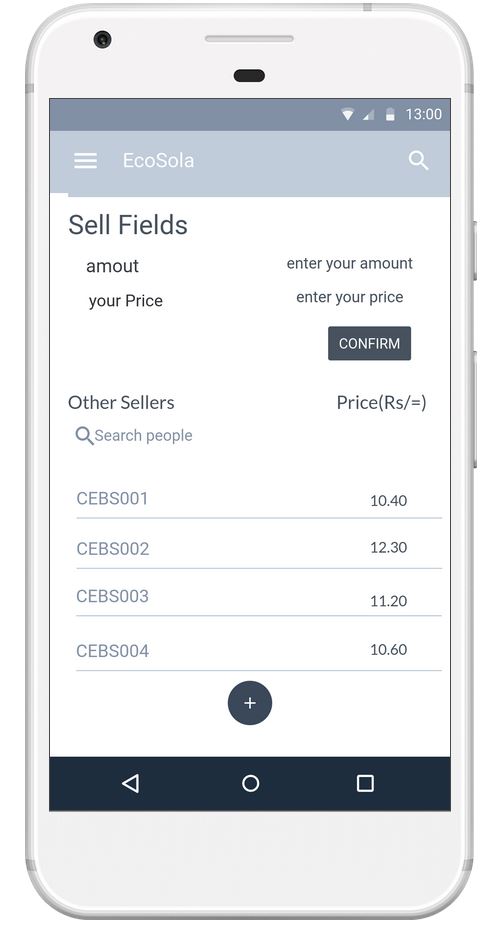 13:00
EcoSola
Sell Fields
amout enter your amount
your Price enter your price
CONFIRM
Other Sellers Price(Rs/=)
Search people
CEBS001 10.40
CEBS002 12.30
CEBS003 11.20
CEBS004 10.60
+